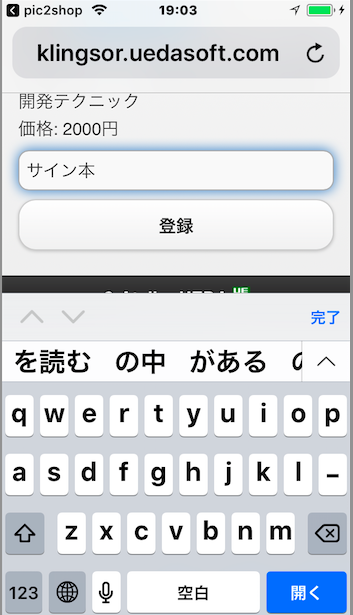 pic2shop 19:03
klingsor.uedasoft.com
開発テクニック
価格: 2000円
サイン本
登録
完了
を読む の中 がある
q w e r t y u i o p
a s d f g h j k l ー
z x c v b n m
123 空白 開く